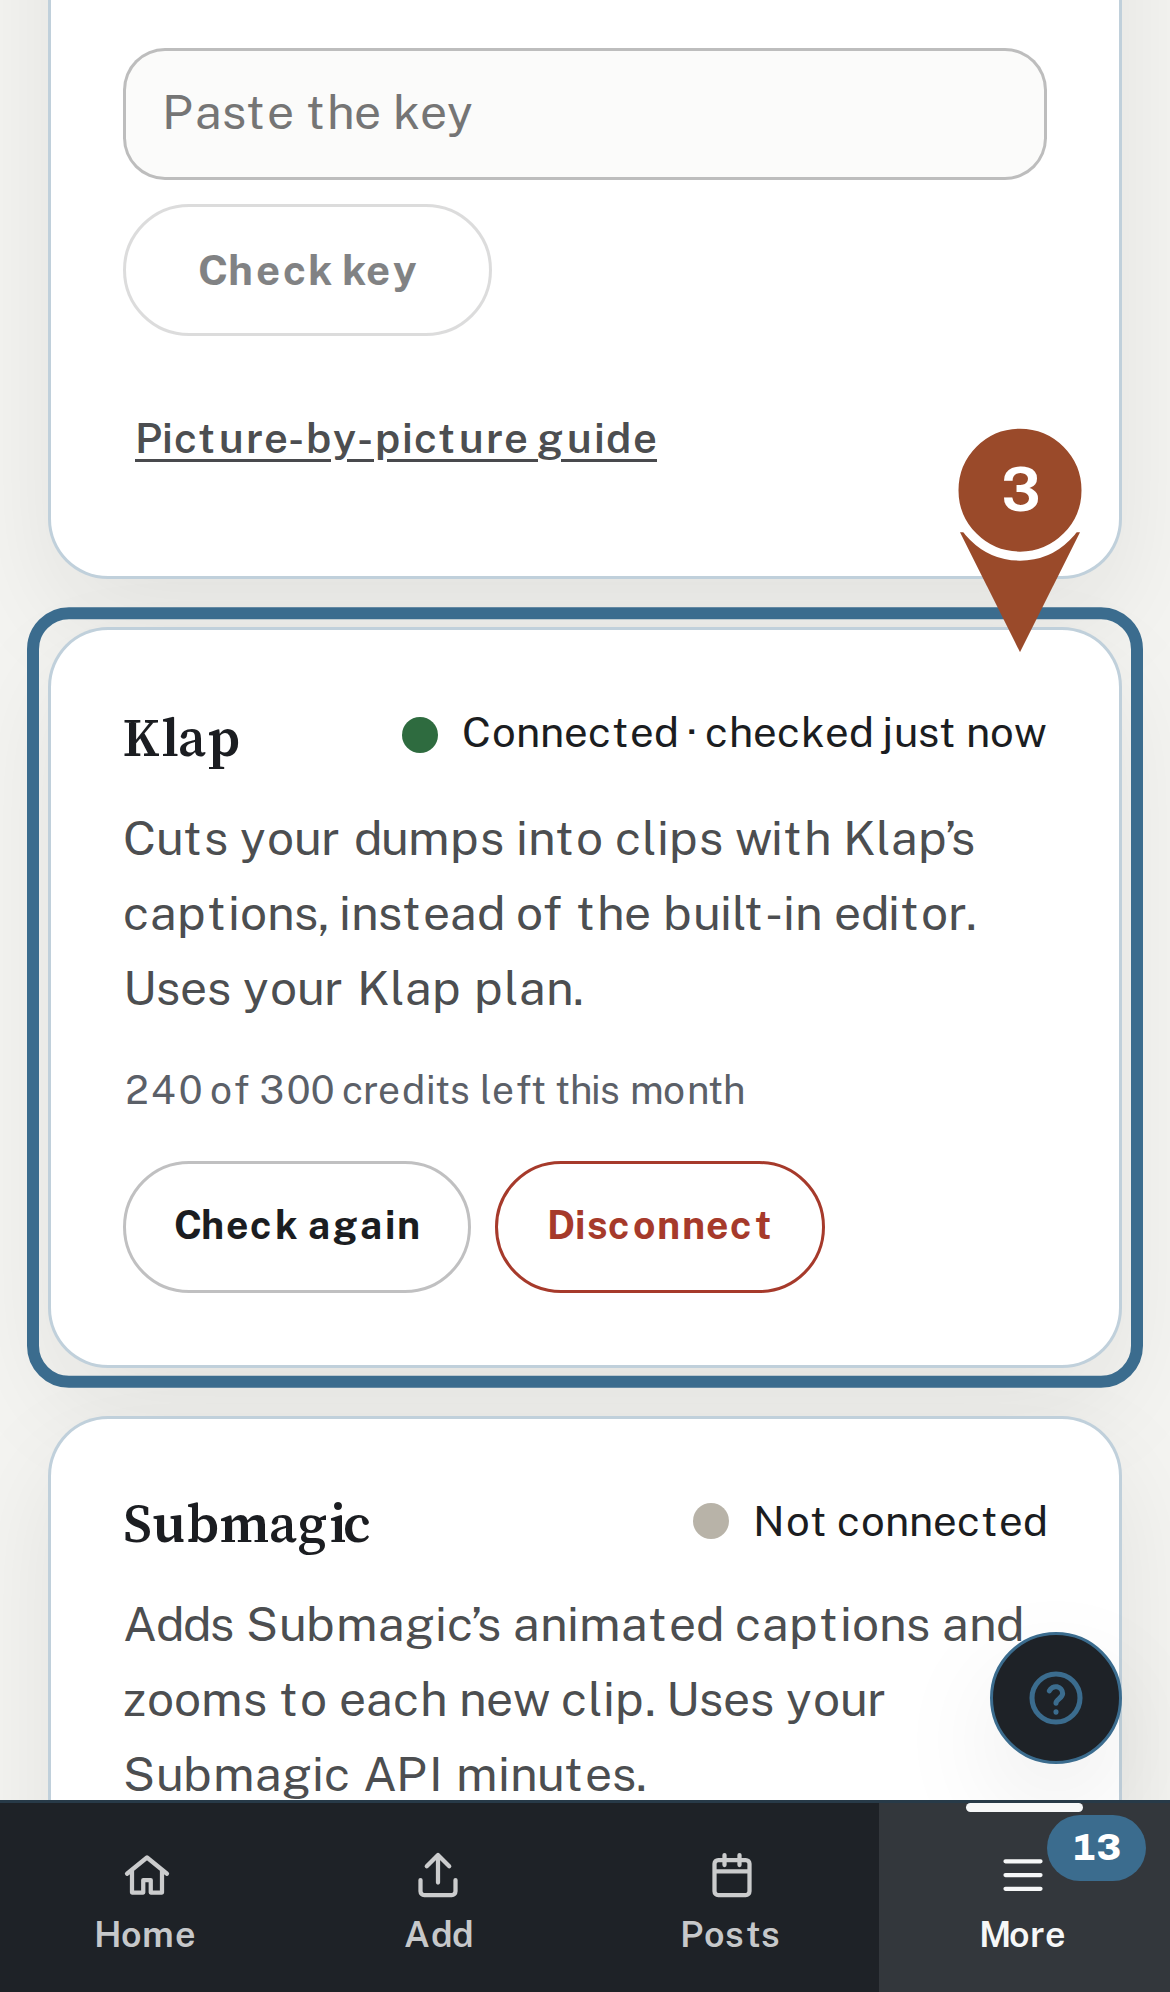 Paste the key
Check key
Picture-by-picture guide
3
Klap
Connected · checked just now
Cuts your dumps into clips with Klap’s
captions, instead of the built-in editor.
Uses your Klap plan.
240 of 300 credits left this month
Check again
Disconnect
Submagic
Not connected
Adds Submagic’s animated captions and
zooms to each new clip. Uses your
Submagic API minutes.
?
13
Home
Add
Posts
More